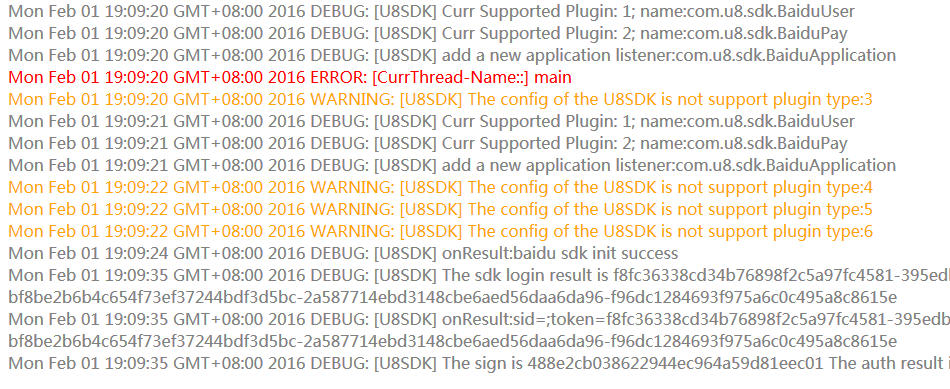 Mon Feb 01 19:09:20 GMT+08:00 2016 DEBUG: [U8SDK] Curr Supported Plugin: 1; name:com.u8.sdk.BaiduUser
Mon Feb 01 19:09:20 GMT+08:00 2016 DEBUG: [U8SDK] Curr Supported Plugin: 2; name:com.u8.sdk.BaiduPay
Mon Feb 01 19:09:20 GMT+08:00 2016 DEBUG: [U8SDK] add a new application listener:com.u8.sdk.BaiduApplication
Mon Feb 01 19:09:20 GMT+08:00 2016 ERROR: [CurrThread-Name::] main
Mon Feb 01 19:09:20 GMT+08:00 2016 WARNING: [U8SDK] The config of the U8SDK is not support plugin type:3
Mon Feb 01 19:09:21 GMT+08:00 2016 DEBUG: [U8SDK] Curr Supported Plugin: 1; name:com.u8.sdk.BaiduUser
Mon Feb 01 19:09:21 GMT+08:00 2016 DEBUG: [U8SDK] Curr Supported Plugin: 2; name:com.u8.sdk.BaiduPay
Mon Feb 01 19:09:21 GMT+08:00 2016 DEBUG: [U8SDK] add a new application listener:com.u8.sdk.BaiduApplication
Mon Feb 01 19:09:22 GMT+08:00 2016 WARNING: [U8SDK] The config of the U8SDK is not support plugin type:4
Mon Feb 01 19:09:22 GMT+08:00 2016 WARNING: [U8SDK] The config of the U8SDK is not support plugin type:5
Mon Feb 01 19:09:22 GMT+08:00 2016 WARNING: [U8SDK] The config of the U8SDK is not support plugin type:6
Mon Feb 01 19:09:24 GMT+08:00 2016 DEBUG: [U8SDK] onResult:baidu sdk init success
Mon Feb 01 19:09:35 GMT+08:00 2016 DEBUG: [U8SDK] The sdk login result is f8fc36338cd34b76898f2c5a97fc4581-395edb
bf8be2b6b4c654f73ef37244bdf3d5bc-2a587714ebd3148cbe6aed56daa6da96-f96dc1284693f975a6c0c495a8c8615e
Mon Feb 01 19:09:35 GMT+08:00 2016 DEBUG: [U8SDK] onResult:sid=;token=f8fc36338cd34b76898f2c5a97fc4581-395edb
bf8be2b6b4c654f73ef37244bdf3d5bc-2a587714ebd3148cbe6aed56daa6da96-f96dc1284693f975a6c0c495a8c8615e
Mon Feb 01 19:09:35 GMT+08:00 2016 DEBUG: [U8SDK] The sign is 488e2cb038622944ec964a59d81eec01 The auth result